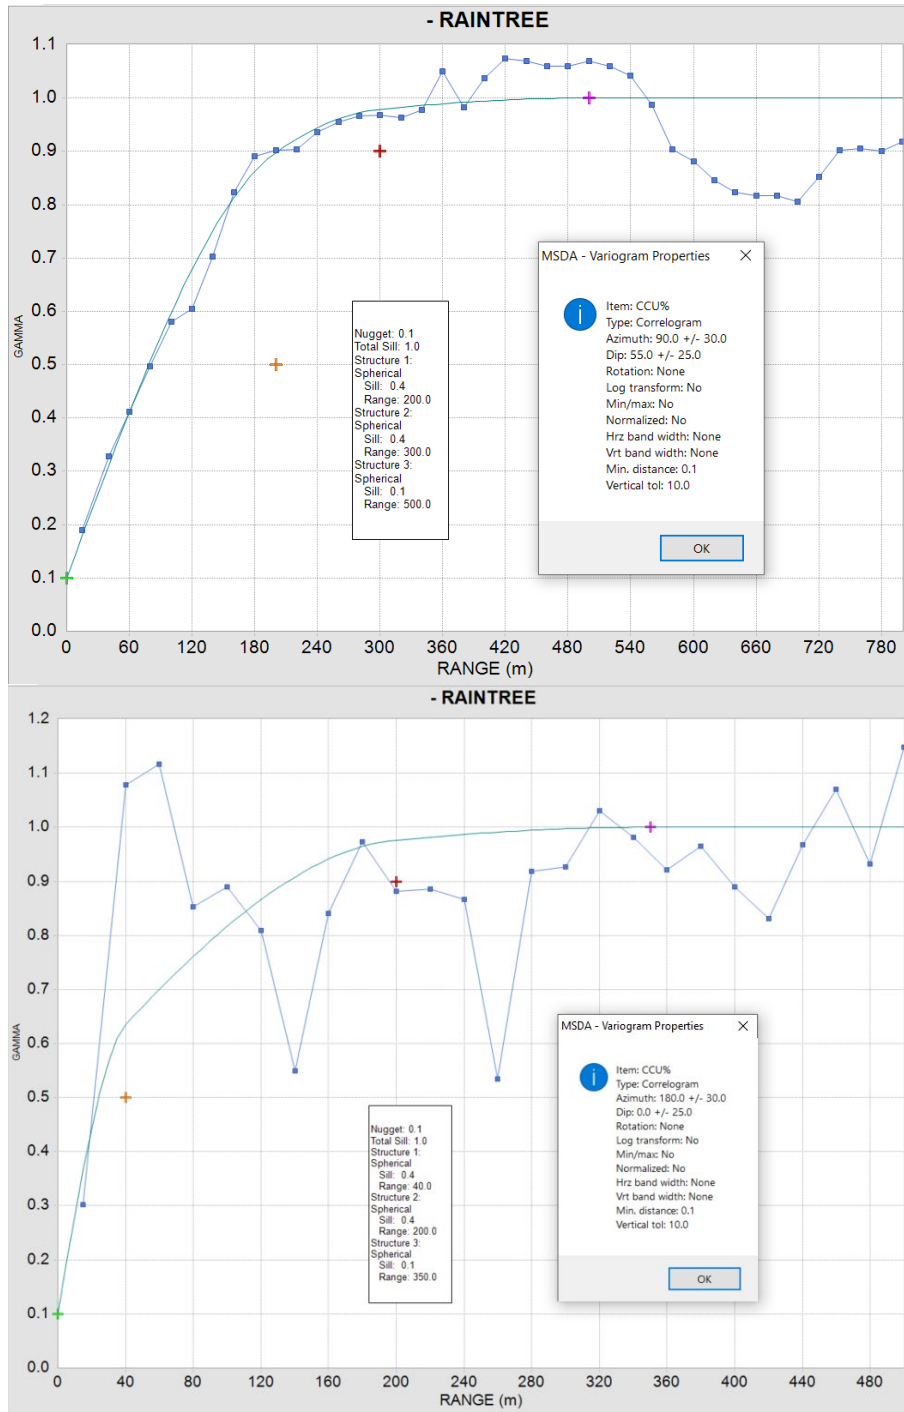 - RAINTREE
1.1
1.0
0.9
0.8
0.7
0.6
0.5
0.4
0.3
0.2
0.1
0.0
GAMMA
Nugget: 0.1
Total Sill: 1.0
Structure 1:
Spherical
Sill: 0.4
Range: 200.0
Structure 2:
Spherical
Sill: 0.4
Range: 300.0
Structure 3:
Spherical
Sill: 0.1
Range: 500.0
MSDA - Variogram Properties
Item: CCU%
Type: Correlogram
Azimuth: 90.0 +/- 30.0
Dip: 55.0 +/- 25.0
Rotation: None
Log transform: No
Min/max: No
Normalized: No
Hrz band width: None
Vrt band width: None
Min. distance: 0.1
Vertical tol: 10.0
OK
0 60 120 180 240 300 360 420 480 540 600 660 720 780
RANGE (m)
- RAINTREE
1.2
1.1
1.0
0.9
0.8
0.7
0.6
0.5
0.4
0.3
0.2
0.1
0.0
GAMMA
Nugget: 0.1
Total Sill: 1.0
Structure 1:
Spherical
Sill: 0.4
Range: 40.0
Structure 2:
Spherical
Sill: 0.4
Range: 200.0
Structure 3:
Spherical
Sill: 0.1
Range: 350.0
MSDA - Variogram Properties
Item: CCU%
Type: Correlogram
Azimuth: 180.0 +/- 30.0
Dip: 0.0 +/- 25.0
Rotation: None
Log transform: No
Min/max: No
Normalized: No
Hrz band width: None
Vrt band width: None
Min. distance: 0.1
Vertical tol: 10.0
OK
0 40 80 120 160 200 240 280 320 360 400 440 480
RANGE (m)